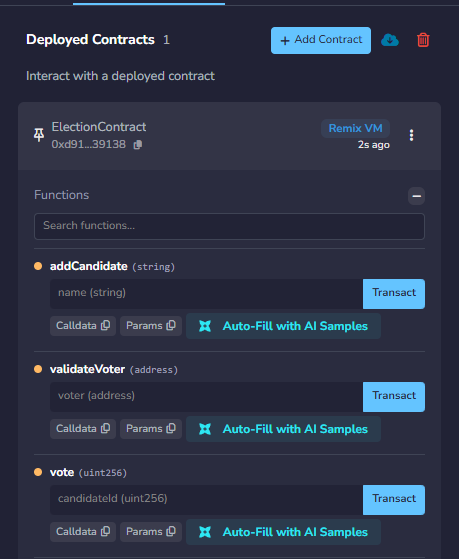 Deployed Contracts 1
+ Add Contract
Interact with a deployed contract
ElectionContract
Remix VM
0xd91...39138
2s ago
Functions
Search functions...
addCandidate (string)
name (string)
Transact
Calldata
Params
Auto-Fill with AI Samples
validateVoter (address)
voter (address)
Transact
Calldata
Params
Auto-Fill with AI Samples
vote (uint256)
candidateId (uint256)
Transact
Calldata
Params
Auto-Fill with AI Samples